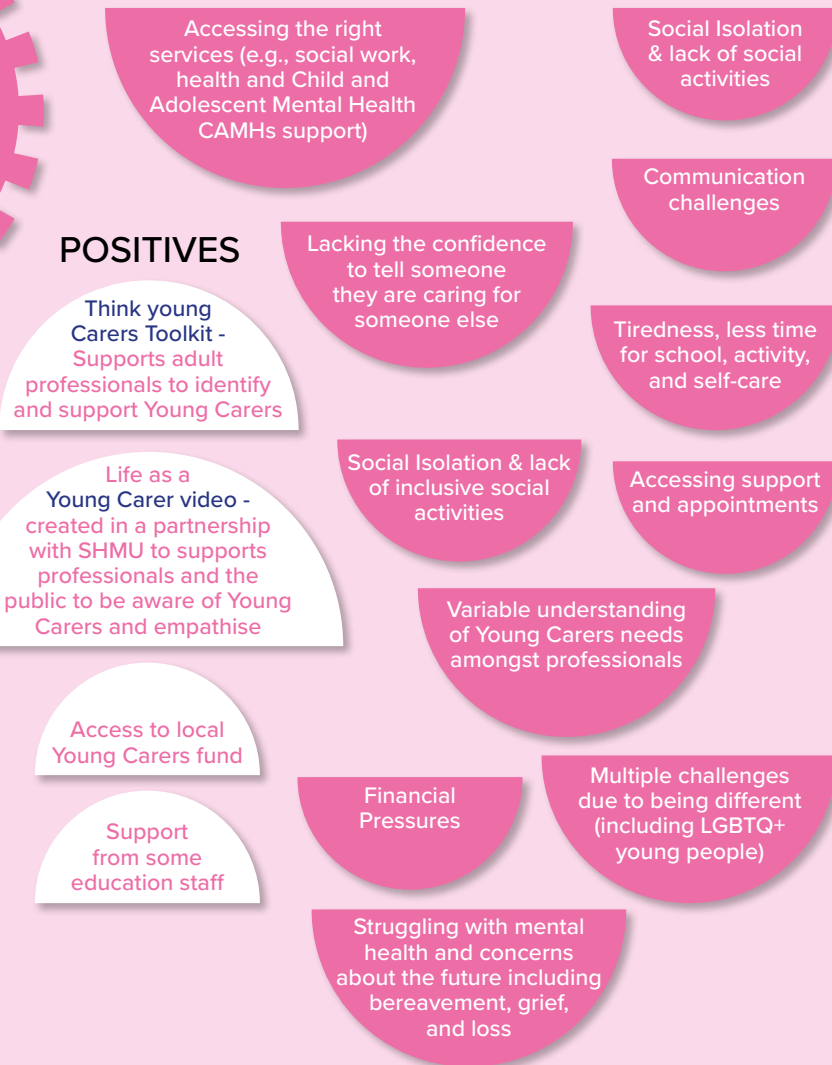 Accessing the right
services (e.g., social work,
health and Child and
Adolescent Mental Health
CAMHs support)
Social Isolation
& lack of social
activities
Communication
challenges
POSITIVES
Lacking the confidence
to tell someone
they are caring for
someone else
Think young
Carers Toolkit -
Supports adult
professionals to identify
and support Young Carers
Tiredness, less time
for school, activity,
and self-care
Life as a
Young Carer video -
created in a partnership
with SHMU to supports
professionals and the
public to be aware of Young
Carers and empathise
Social Isolation & lack
of inclusive social
activities
Accessing support
and appointments
Variable understanding
of Young Carers needs
amongst professionals
Access to local
Young Carers fund
Financial
Pressures
Multiple challenges
due to being different
(including LGBTQ+
young people)
Support
from some
education staff
Struggling with mental
health and concerns
about the future including
bereavement, grief,
and loss